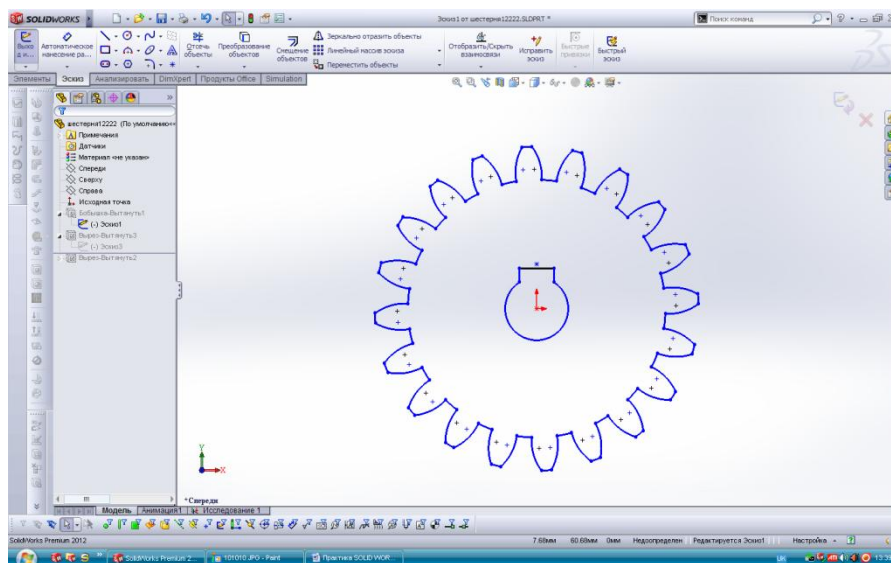 SOLIDWORKS
Эскиз1 от шестерня12222.SLDPRT *
Поиск команд
Выхо д и...
Автоматическое нанесение ра...
Отсечь объекты
Преобразование объектов
Смещение объектов
Зеркально отразить объекты
Линейный массив эскиза
Переместить объекты
Отобразить/Скрыть взаимосвязи
Исправить эскиз
Быстрые привязки
Быстрый эскиз
Элементы Эскиз Анализировать DimXpert Продукты Office Simulation
шестерня12222 (По умолчанию<<
Примечания
Датчики
Материал <не указан>
Спереди
Сверху
Справа
Исходная точка
Бобышка-Вытянуть1
(-) Эскиз1
Вырез-Вытянуть3
(-) Эскиз3
Вырез-Вытянуть2
Y
X
*Спереди
Модель Анимация1 Исследование 1
SolidWorks Premium 2012
7.68мм 60.68мм 0мм Недоопределен Редактируется Эскиз1 Настройка
SolidWorks Premium 2... 101010.JPG - Paint Практика SOLID WOR...
13:39